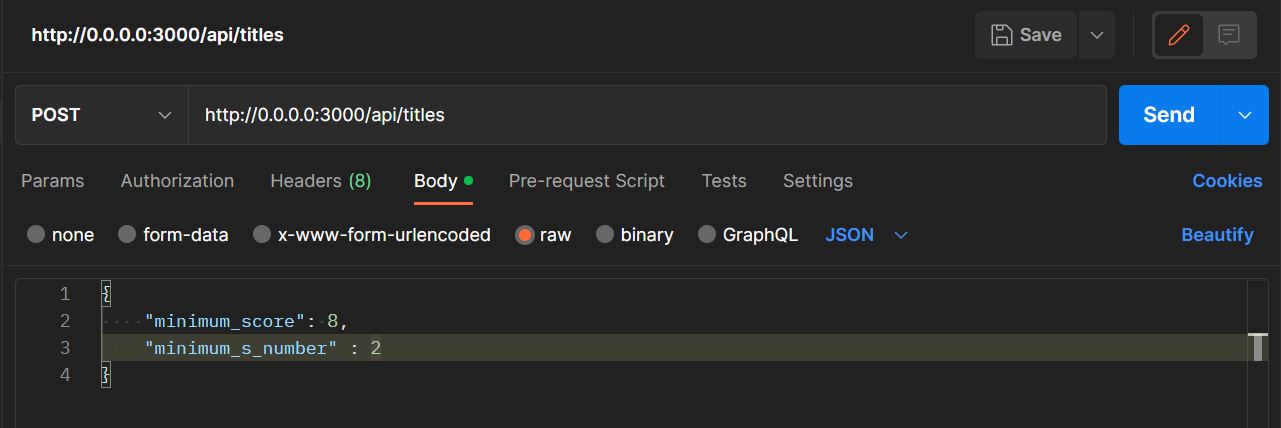 http://0.0.0.0:3000/api/titles Save
POST http://0.0.0.0:3000/api/titles Send
Params Authorization Headers (8) Body Pre-request Script Tests Settings Cookies
none form-data x-www-form-urlencoded raw binary GraphQL JSON Beautify
1 {
2 "minimum_score": 8,
3 "minimum_s_number" : 2
4 }